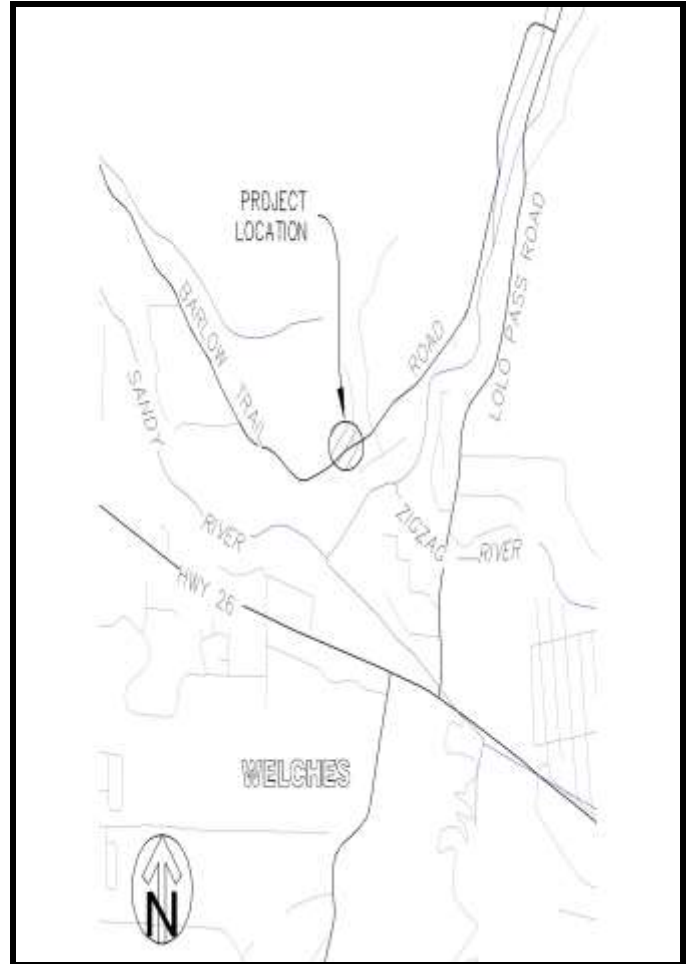 PROJECT
LOCATION
BARLOW TRAIL ROAD
LOLO PASS ROAD
SANDY RIVER
ZIGZAG RIVER
HWY 26
WELCHES
N